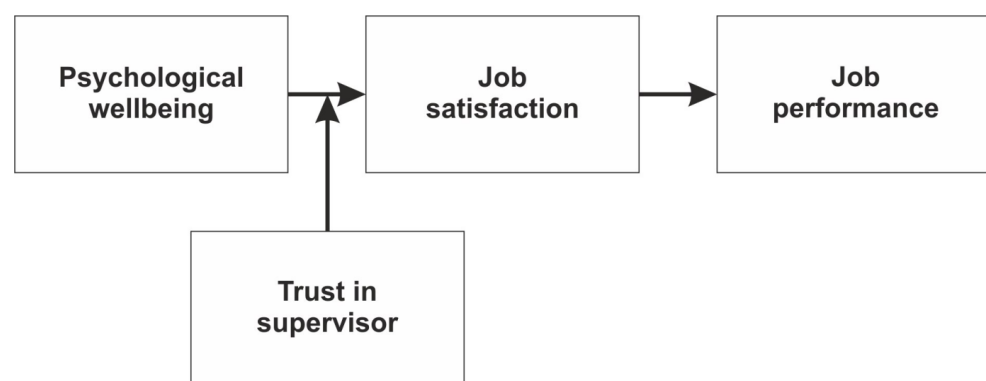 Psychological
wellbeing
Job
satisfaction
Job
performance
Trust in
supervisor